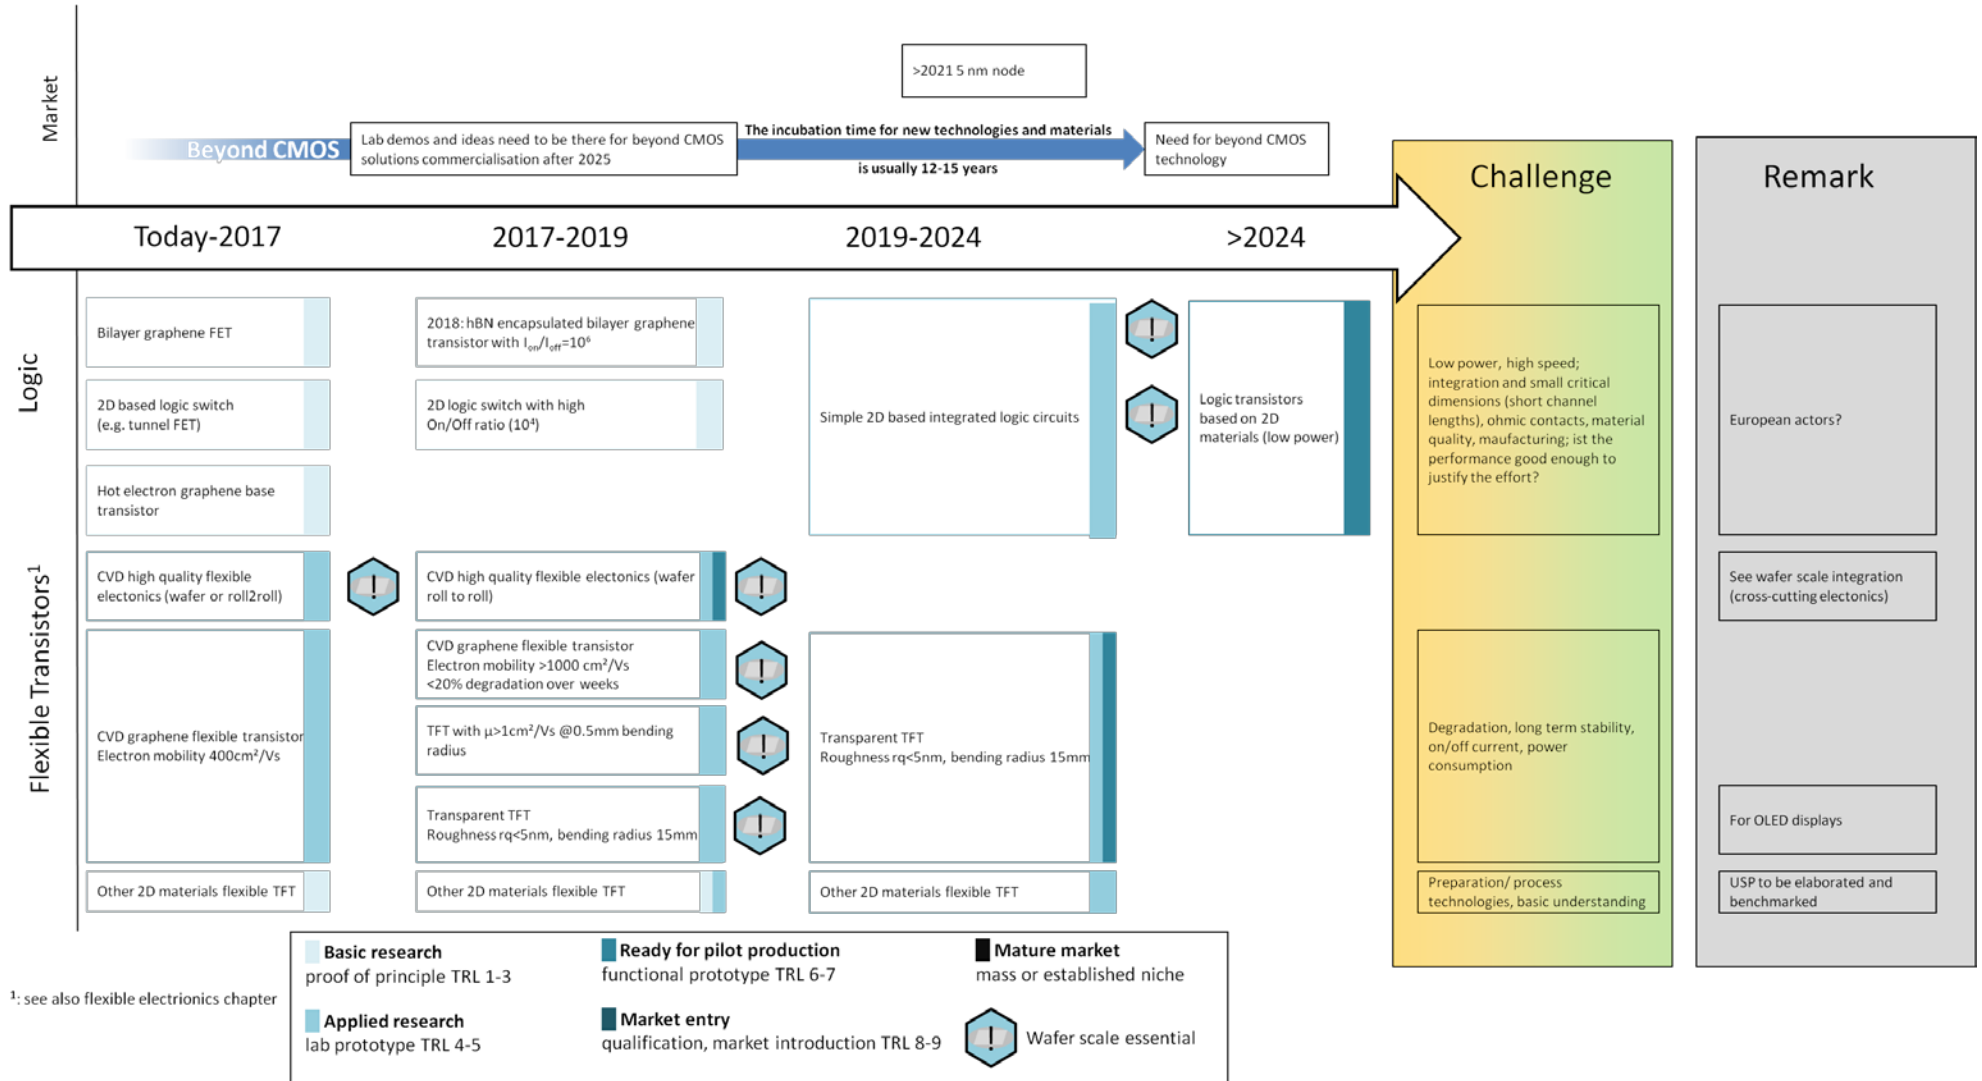 Market
>2021 5 nm node
Beyond CMOS
Lab demos and ideas need to be there for beyond CMOS
solutions commercialisation after 2025
The incubation time for new technologies and materials
is usually 12-15 years
Need for beyond CMOS
technology
Today-2017
2017-2019
2019-2024
>2024
Challenge
Remark
Logic
Bilayer graphene FET
2D based logic switch
(e.g. tunnel FET)
Hot electron graphene base
transistor
2018: hBN encapsulated bilayer graphene
transistor with Ion/Ioff=10⁶
2D logic switch with high
On/Off ratio (10⁴)
Simple 2D based integrated logic circuits
Logic transistors
based on 2D
materials (low power)
Low power, high speed;
integration and small critical
dimensions (short channel
lengths), ohmic contacts, material
quality, maufacturing; ist the
performance good enough to
justify the effort?
European actors?
Flexible Transistors¹
CVD high quality flexible
electonics (wafer or roll2roll)
CVD graphene flexible transistor
Electron mobility 400cm²/Vs
Other 2D materials flexible TFT
CVD high quality flexible electonics (wafer
roll to roll)
CVD graphene flexible transistor
Electron mobility >1000 cm²/Vs
<20% degradation over weeks
TFT with µ>1cm²/Vs @0.5mm bending
radius
Transparent TFT
Roughness rq<5nm, bending radius 15mm
Other 2D materials flexible TFT
Transparent TFT
Roughness rq<5nm, bending radius 15mm
Other 2D materials flexible TFT
Degradation, long term stability,
on/off current, power
consumption
Preparation/ process
technologies, basic understanding
See wafer scale integration
(cross-cutting electonics)
For OLED displays
USP to be elaborated and
benchmarked
Basic research
proof of principle TRL 1-3
Applied research
lab prototype TRL 4-5
Ready for pilot production
functional prototype TRL 6-7
Market entry
qualification, market introduction TRL 8-9
Mature market
mass or established niche
Wafer scale essential
¹: see also flexible electrionics chapter